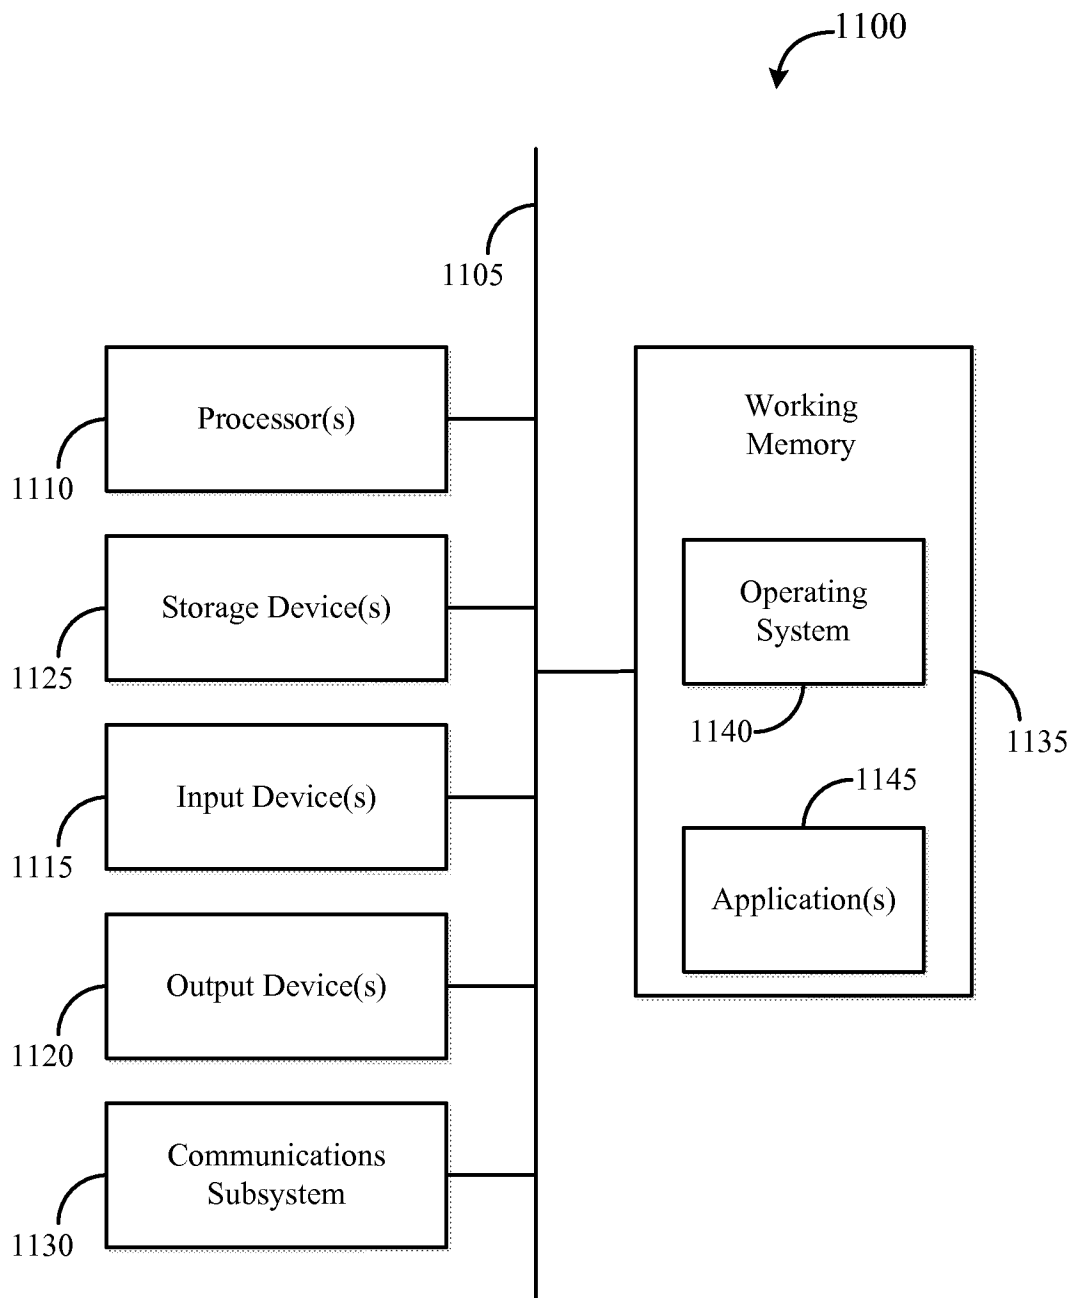 1100
1105
Processor(s)
1110
Storage Device(s)
1125
Input Device(s)
1115
Output Device(s)
1120
Communications
Subsystem
1130
Working
Memory
Operating
System
1140
1135
1145
Application(s)